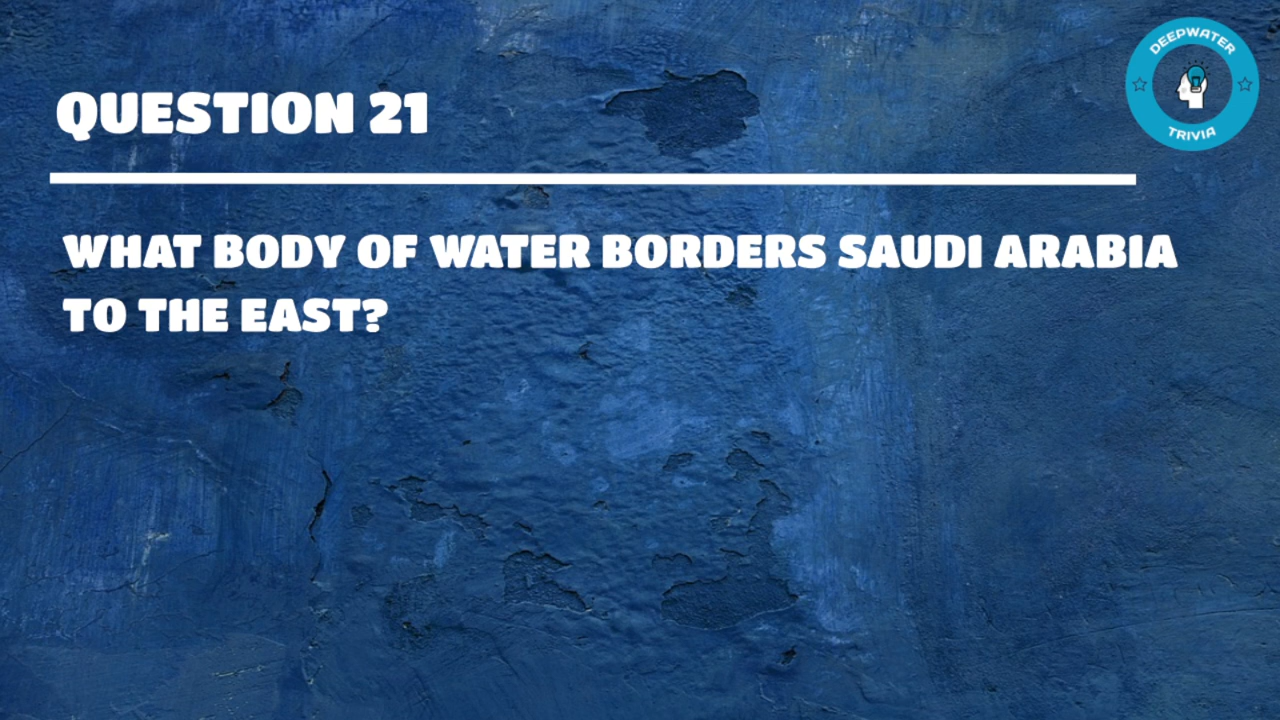 DEEPWATER
TRIVIA
QUESTION 21
WHAT BODY OF WATER BORDERS SAUDI ARABIA
TO THE EAST?